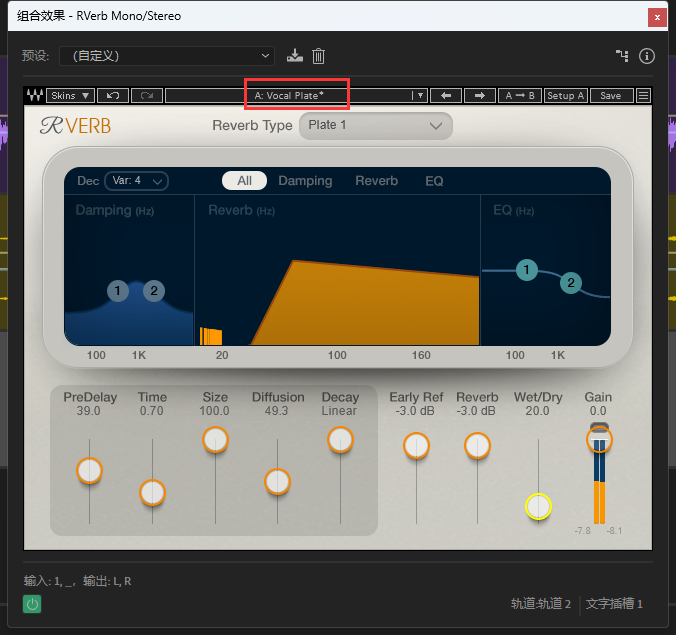 组合效果 - RVerb Mono/Stereo
x
预设: (自定义)
Skins A: Vocal Plate* A B Setup A Save
RVERB Reverb Type Plate 1
Dec Var: 4 All Damping Reverb EQ
Damping (Hz) Reverb (Hz) EQ (Hz)
1 2 1 2
100 1K 20 100 160 100 1K
PreDelay Time Size Diffusion Decay Early Ref Reverb Wet/Dry Gain
39.0 0.70 100.0 49.3 Linear -3.0 dB -3.0 dB 20.0 0.0
-7.8 -8.1
输入: 1, _, 输出: L, R
轨道:轨道 2 文字插槽 1